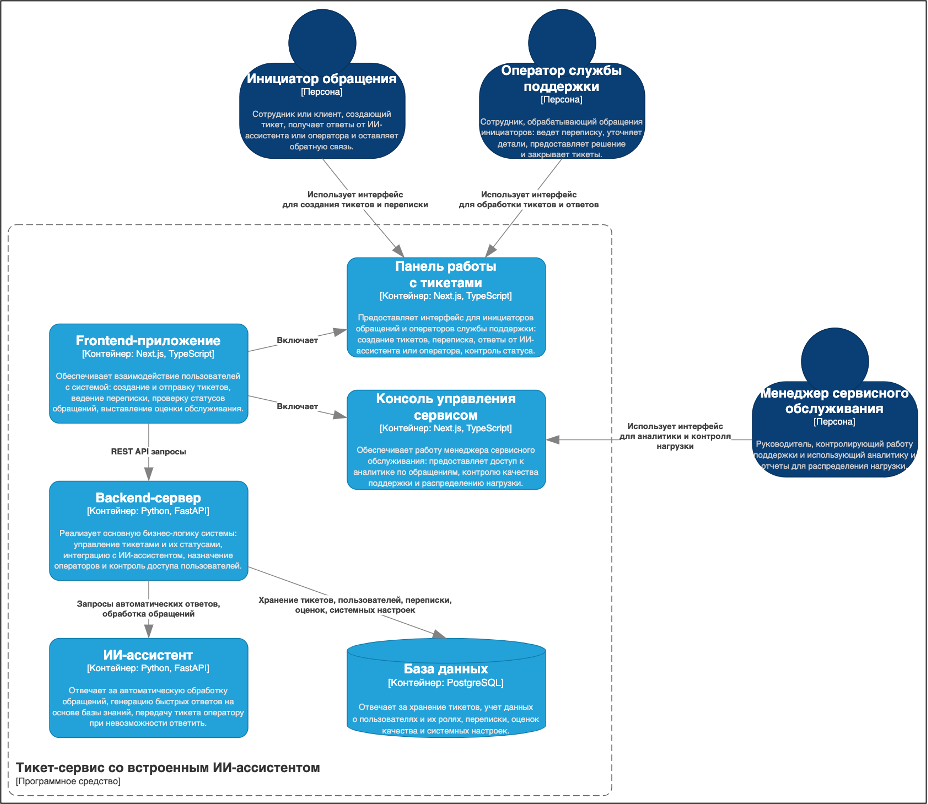 Инициатор обращения
[Персона]
Сотрудник или клиент, создающий
тикет, получает ответы от ИИ-
ассистента или оператора и оставляет
обратную связь.
Оператор службы
поддержки
[Персона]
Сотрудник, обрабатывающий обращения
инициаторов: ведет переписку, уточняет
детали, предоставляет решение
и закрывает тикеты.
Использует интерфейс
для создания тикетов и переписки
Использует интерфейс
для обработки тикетов и ответов
Панель работы
с тикетами
[Контейнер: Next.js, TypeScript]
Предоставляет интерфейс для инициаторов
обращений и операторов службы поддержки:
создание тикетов, переписка, ответы от ИИ-
ассистента или оператора, контроль статуса.
Frontend-приложение
[Контейнер: Next.js, TypeScript]
Обеспечивает взаимодействие пользователей
с системой: создание и отправку тикетов,
ведение переписки, проверку статусов
обращений, выставление оценки обслуживания.
Включает
Включает
Консоль управления
сервисом
[Контейнер: Next.js, TypeScript]
Обеспечивает работу менеджера сервисного
обслуживания: предоставляет доступ к
аналитике по обращениям, контролю качества
поддержки и распределению нагрузки.
Использует интерфейс
для аналитики и контроля
нагрузки
Менеджер сервисного
обслуживания
[Персона]
Руководитель, контролирующий работу
поддержки и использующий аналитику и
отчеты для распределения нагрузки.
REST API запросы
Backend-сервер
[Контейнер: Python, FastAPI]
Реализует основную бизнес-логику системы:
управление тикетами и их статусами,
интеграцию с ИИ-ассистентом, назначение
операторов и контроль доступа пользователей.
Запросы автоматических ответов,
обработка обращений
Хранение тикетов, пользователей, переписки,
оценок, системных настроек
ИИ-ассистент
[Контейнер: Python, FastAPI]
Отвечает за автоматическую обработку
обращений, генерацию быстрых ответов на
основе базы знаний, передачу тикета оператору
при невозможности ответить.
База данных
[Контейнер: PostgreSQL]
Отвечает за хранение тикетов, учет данных
о пользователях и их ролях, переписки, оценок
качества и системных настроек.
Тикет-сервис со встроенным ИИ-ассистентом
[Программное средство]